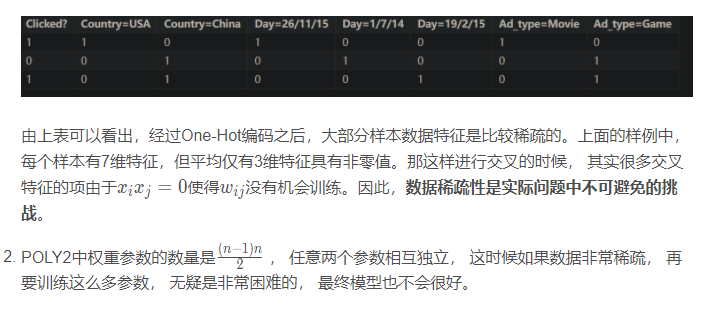 Clicked? Country=USA Country=China Day=26/11/15 Day=1/7/14 Day=19/2/15 Ad_type=Movie Ad_type=Game
1 1 0 1 0 0 1 0
0 0 1 0 1 0 0 1
1 0 1 0 0 1 0 1
由上表可以看出，经过One-Hot编码之后，大部分样本数据特征是比较稀疏的。上面的样例中，
每个样本有7维特征，但平均仅有3维特征具有非零值。那这样进行交叉的时候， 其实很多交叉
特征的项由于$x_i x_j = 0$使得$w_{ij}$没有机会训练。因此，数据稀疏性是实际问题中不可避免的挑
战。
2. POLY2中权重参数的数量是$\frac{(n-1)n}{2}$ ， 任意两个参数相互独立， 这时候如果数据非常稀疏， 再
要训练这么多参数， 无疑是非常困难的， 最终模型也不会很好。